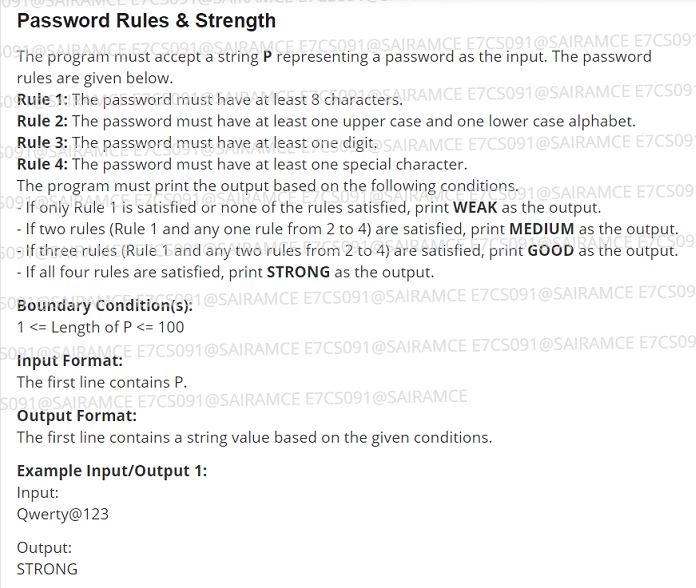 Password Rules & Strength
The program must accept a string P representing a password as the input. The password
rules are given below.
Rule 1: The password must have at least 8 characters.
Rule 2: The password must have at least one upper case and one lower case alphabet.
Rule 3: The password must have at least one digit.
Rule 4: The password must have at least one special character.
The program must print the output based on the following conditions.
- If only Rule 1 is satisfied or none of the rules satisfied, print WEAK as the output.
- If two rules (Rule 1 and any one rule from 2 to 4) are satisfied, print MEDIUM as the output.
- If three rules (Rule 1 and any two rules from 2 to 4) are satisfied, print GOOD as the output.
- If all four rules are satisfied, print STRONG as the output.
Boundary Condition(s):
1 <= Length of P <= 100
Input Format:
The first line contains P.
E7CS091@SAIRAMCE E7CS091@SAIRAMCE
Output Format:
The first line contains a string value based on the given conditions.
Example Input/Output 1:
Input:
Qwerty@123
Output:
STRONG